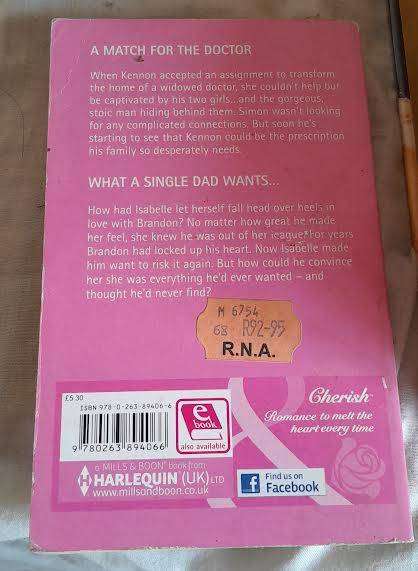 A MATCH FOR THE DOCTOR
When Kennon accepted an assignment to transform
the home of a widowed doctor, she couldn't help but
be captivated by his two girls...and the gorgeous,
stoic man hiding behind them. Simon wasn't looking
for any complicated connections. But soon he's
starting to see that Kennon could be the prescription
his family so desperately needs.
WHAT A SINGLE DAD WANTS...
How had Isabelle let herself fall head over heels in
love with Brandon? No matter how great he made
her feel, she knew he was out of her league. For years
Brandon had locked up his heart. Now Isabelle made
him want to risk it again. But how could he convince
her she was everything he'd ever wanted – and
thought he'd never find?
M 6754
68 R92-95
R.N.A.
£5.30
ISBN 978-0-263-89406-6
9 780263 894066
e
book
also available
Cherish™
Romance to melt the
heart every time
a MILLS & BOON® book from
HARLEQUIN (UK) LTD
www.millsandboon.co.uk
f Find us on
Facebook